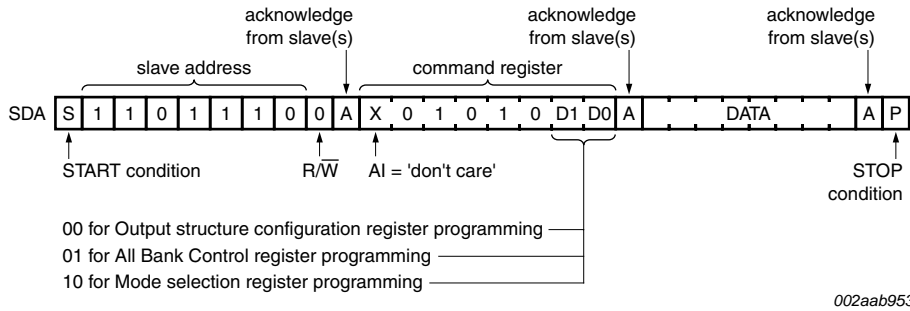 acknowledge from slave(s)
acknowledge from slave(s)
acknowledge from slave(s)
slave address
command register
SDA S 1 1 0 1 1 1 0 0 A X 0 1 0 1 0 D1 D0 A DATA A P
START condition
R/W̅
AI = 'don't care'
STOP condition
00 for Output structure configuration register programming
01 for All Bank Control register programming
10 for Mode selection register programming
002aab953